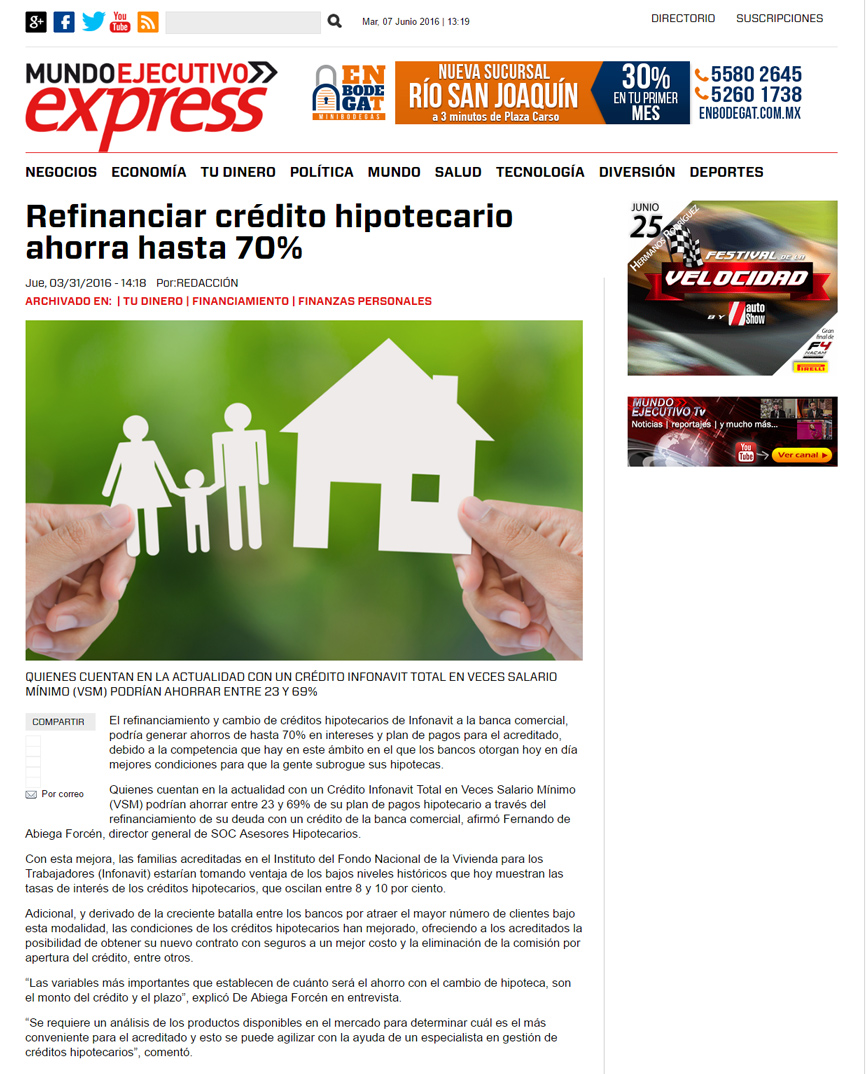 Mar, 07 Junio 2016 | 13:19
DIRECTORIO
SUSCRIPCIONES
8+
You
Tube
MUNDO EJECUTIVO
express
EN
BODE
GAT
MINIBODEGAS
NUEVA SUCURSAL
RÍO SAN JOAQUÍN
a 3 minutos de Plaza Carso
30%
EN TU PRIMER
MES
5580 2645
5260 1738
ENBODEGAT.COM.MX
NEGOCIOS ECONOMÍA TU DINERO POLÍTICA MUNDO SALUD TECNOLOGÍA DIVERSIÓN DEPORTES
Refinanciar crédito hipotecario
ahorra hasta 70%
Jue, 03/31/2016 - 14:18 Por:REDACCIÓN
ARCHIVADO EN: | TU DINERO | FINANCIAMIENTO | FINANZAS PERSONALES
JUNIO
25
HERMANOS RODRÍGUEZ
FESTIVAL DE LA
VELOCIDAD
BY
auto
Show
Gran
final de
F4
NACAM
PIRELLI
MUNDO
EJECUTIVO Tv
Noticias | reportajes | y mucho más...
You
Tube
Ver canal
QUIENES CUENTAN EN LA ACTUALIDAD CON UN CRÉDITO INFONAVIT TOTAL EN VECES SALARIO
MÍNIMO (VSM) PODRÍAN AHORRAR ENTRE 23 Y 69%
COMPARTIR
Por correo
El refinanciamiento y cambio de créditos hipotecarios de Infonavit a la banca comercial,
podría generar ahorros de hasta 70% en intereses y plan de pagos para el acreditado,
debido a la competencia que hay en este ámbito en el que los bancos otorgan hoy en día
mejores condiciones para que la gente subrogue sus hipotecas.
Quienes cuentan en la actualidad con un Crédito Infonavit Total en Veces Salario Mínimo
(VSM) podrían ahorrar entre 23 y 69% de su plan de pagos hipotecario a través del
refinanciamiento de su deuda con un crédito de la banca comercial, afirmó Fernando de
Abiega Forcén, director general de SOC Asesores Hipotecarios.
Con esta mejora, las familias acreditadas en el Instituto del Fondo Nacional de la Vivienda para los
Trabajadores (Infonavit) estarían tomando ventaja de los bajos niveles históricos que hoy muestran las
tasas de interés de los créditos hipotecarios, que oscilan entre 8 y 10 por ciento.
Adicional, y derivado de la creciente batalla entre los bancos por atraer el mayor número de clientes bajo
esta modalidad, las condiciones de los créditos hipotecarios han mejorado, ofreciendo a los acreditados la
posibilidad de obtener su nuevo contrato con seguros a un mejor costo y la eliminación de la comisión por
apertura del crédito, entre otros.
“Las variables más importantes que establecen de cuánto será el ahorro con el cambio de hipoteca, son
el monto del crédito y el plazo”, explicó De Abiega Forcén en entrevista.
“Se requiere un análisis de los productos disponibles en el mercado para determinar cuál es el más
conveniente para el acreditado y esto se puede agilizar con la ayuda de un especialista en gestión de
créditos hipotecarios”, comentó.